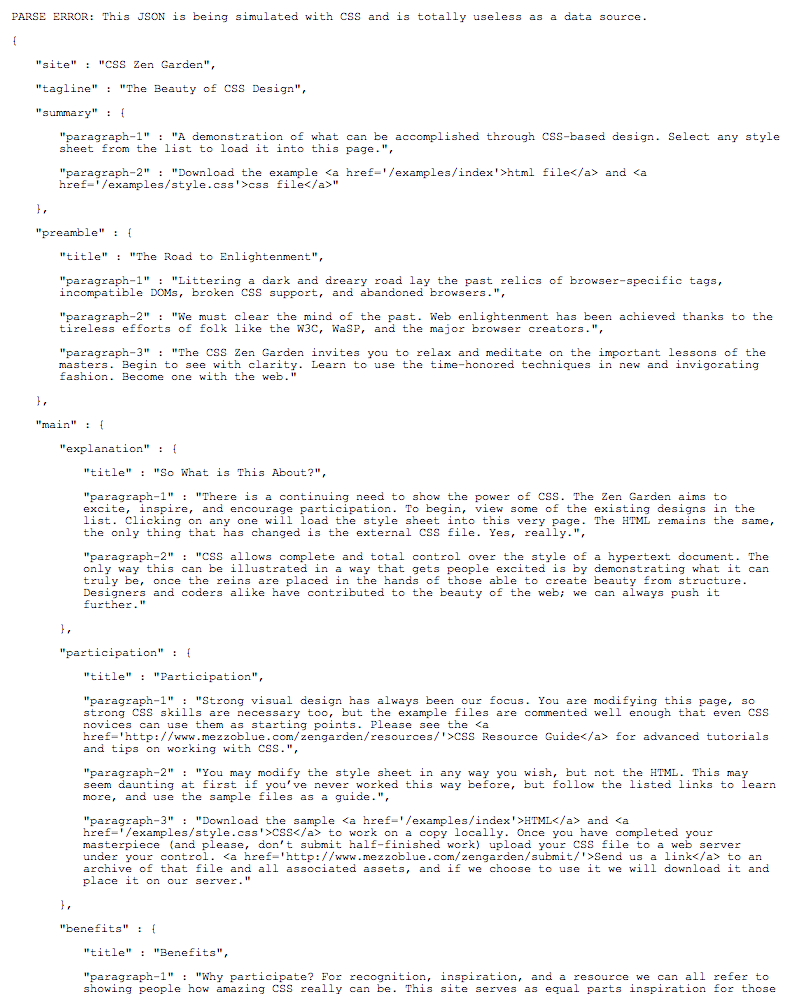 PARSE ERROR: This JSON is being simulated with CSS and is totally useless as a data source.
{
"site" : "CSS Zen Garden",
"tagline" : "The Beauty of CSS Design",
"summary" : {
"paragraph-1" : "A demonstration of what can be accomplished through CSS-based design. Select any style
sheet from the list to load it into this page.",
"paragraph-2" : "Download the example <a href='/examples/index'>html file</a> and <a
href='/examples/style.css'>css file</a>"
},
"preamble" : {
"title" : "The Road to Enlightenment",
"paragraph-1" : "Littering a dark and dreary road lay the past relics of browser-specific tags,
incompatible DOMs, broken CSS support, and abandoned browsers.",
"paragraph-2" : "We must clear the mind of the past. Web enlightenment has been achieved thanks to the
tireless efforts of folk like the W3C, WaSP, and the major browser creators.",
"paragraph-3" : "The CSS Zen Garden invites you to relax and meditate on the important lessons of the
masters. Begin to see with clarity. Learn to use the time-honored techniques in new and invigorating
fashion. Become one with the web."
},
"main" : {
"explanation" : {
"title" : "So What is This About?",
"paragraph-1" : "There is a continuing need to show the power of CSS. The Zen Garden aims to
excite, inspire, and encourage participation. To begin, view some of the existing designs in the
list. Clicking on any one will load the style sheet into this very page. The HTML remains the same,
the only thing that has changed is the external CSS file. Yes, really.",
"paragraph-2" : "CSS allows complete and total control over the style of a hypertext document. The
only way this can be illustrated in a way that gets people excited is by demonstrating what it can
truly be, once the reins are placed in the hands of those able to create beauty from structure.
Designers and coders alike have contributed to the beauty of the web; we can always push it
further."
},
"participation" : {
"title" : "Participation",
"paragraph-1" : "Strong visual design has always been our focus. You are modifying this page, so
strong CSS skills are necessary too, but the example files are commented well enough that even CSS
novices can use them as starting points. Please see the <a
href='http://www.mezzoblue.com/zengarden/resources/'>CSS Resource Guide</a> for advanced tutorials
and tips on working with CSS.",
"paragraph-2" : "You may modify the style sheet in any way you wish, but not the HTML. This may
seem daunting at first if you’ve never worked this way before, but follow the listed links to learn
more, and use the sample files as a guide.",
"paragraph-3" : "Download the sample <a href='/examples/index'>HTML</a> and <a
href='/examples/style.css'>CSS</a> to work on a copy locally. Once you have completed your
masterpiece (and please, don’t submit half-finished work) upload your CSS file to a web server
under your control. <a href='http://www.mezzoblue.com/zengarden/submit/'>Send us a link</a> to an
archive of that file and all associated assets, and if we choose to use it we will download it and
place it on our server."
},
"benefits" : {
"title" : "Benefits",
"paragraph-1" : "Why participate? For recognition, inspiration, and a resource we can all refer to
showing people how amazing CSS really can be. This site serves as equal parts inspiration for those